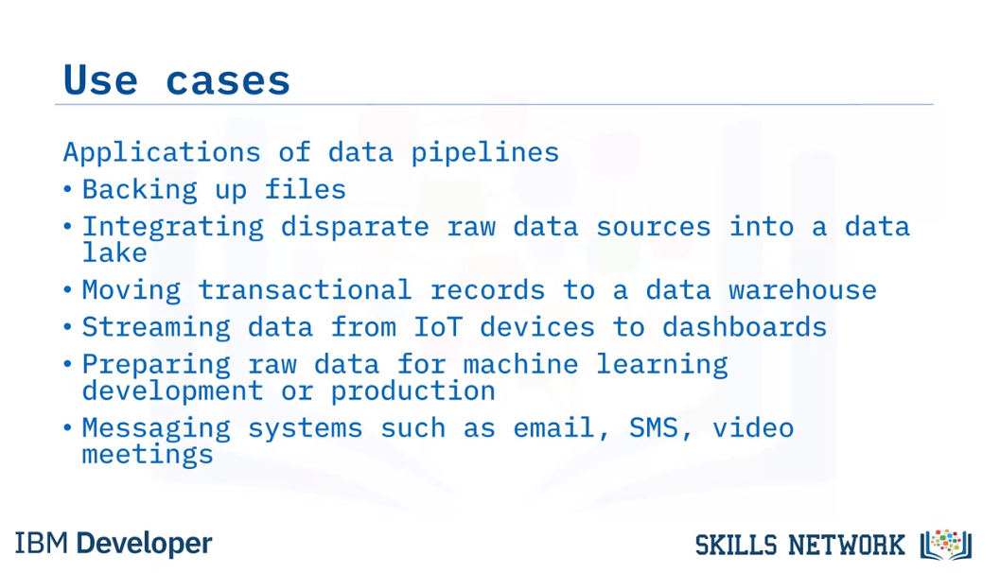 Use cases
Applications of data pipelines
• Backing up files
• Integrating disparate raw data sources into a data
lake
• Moving transactional records to a data warehouse
• Streaming data from IoT devices to dashboards
• Preparing raw data for machine learning
development or production
• Messaging systems such as email, SMS, video
meetings
IBM Developer
SKILLS NETWORK